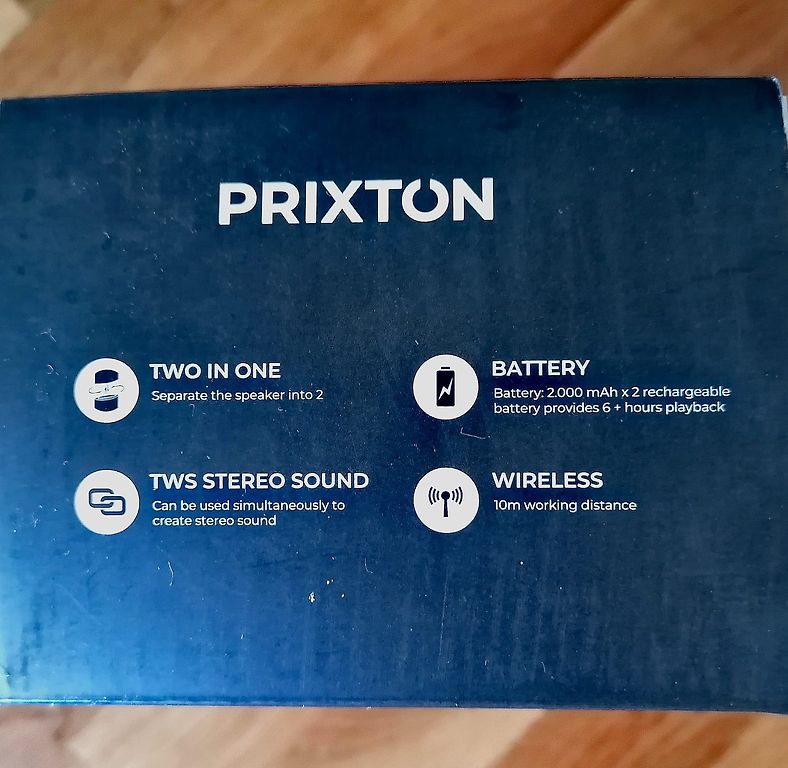 PRIXTON
TWO IN ONE
Separate the speaker into 2
BATTERY
Battery: 2.000 mAh x 2 rechargeable
battery provides 6 + hours playback
TWS STEREO SOUND
Can be used simultaneously to
create stereo sound
WIRELESS
10m working distance